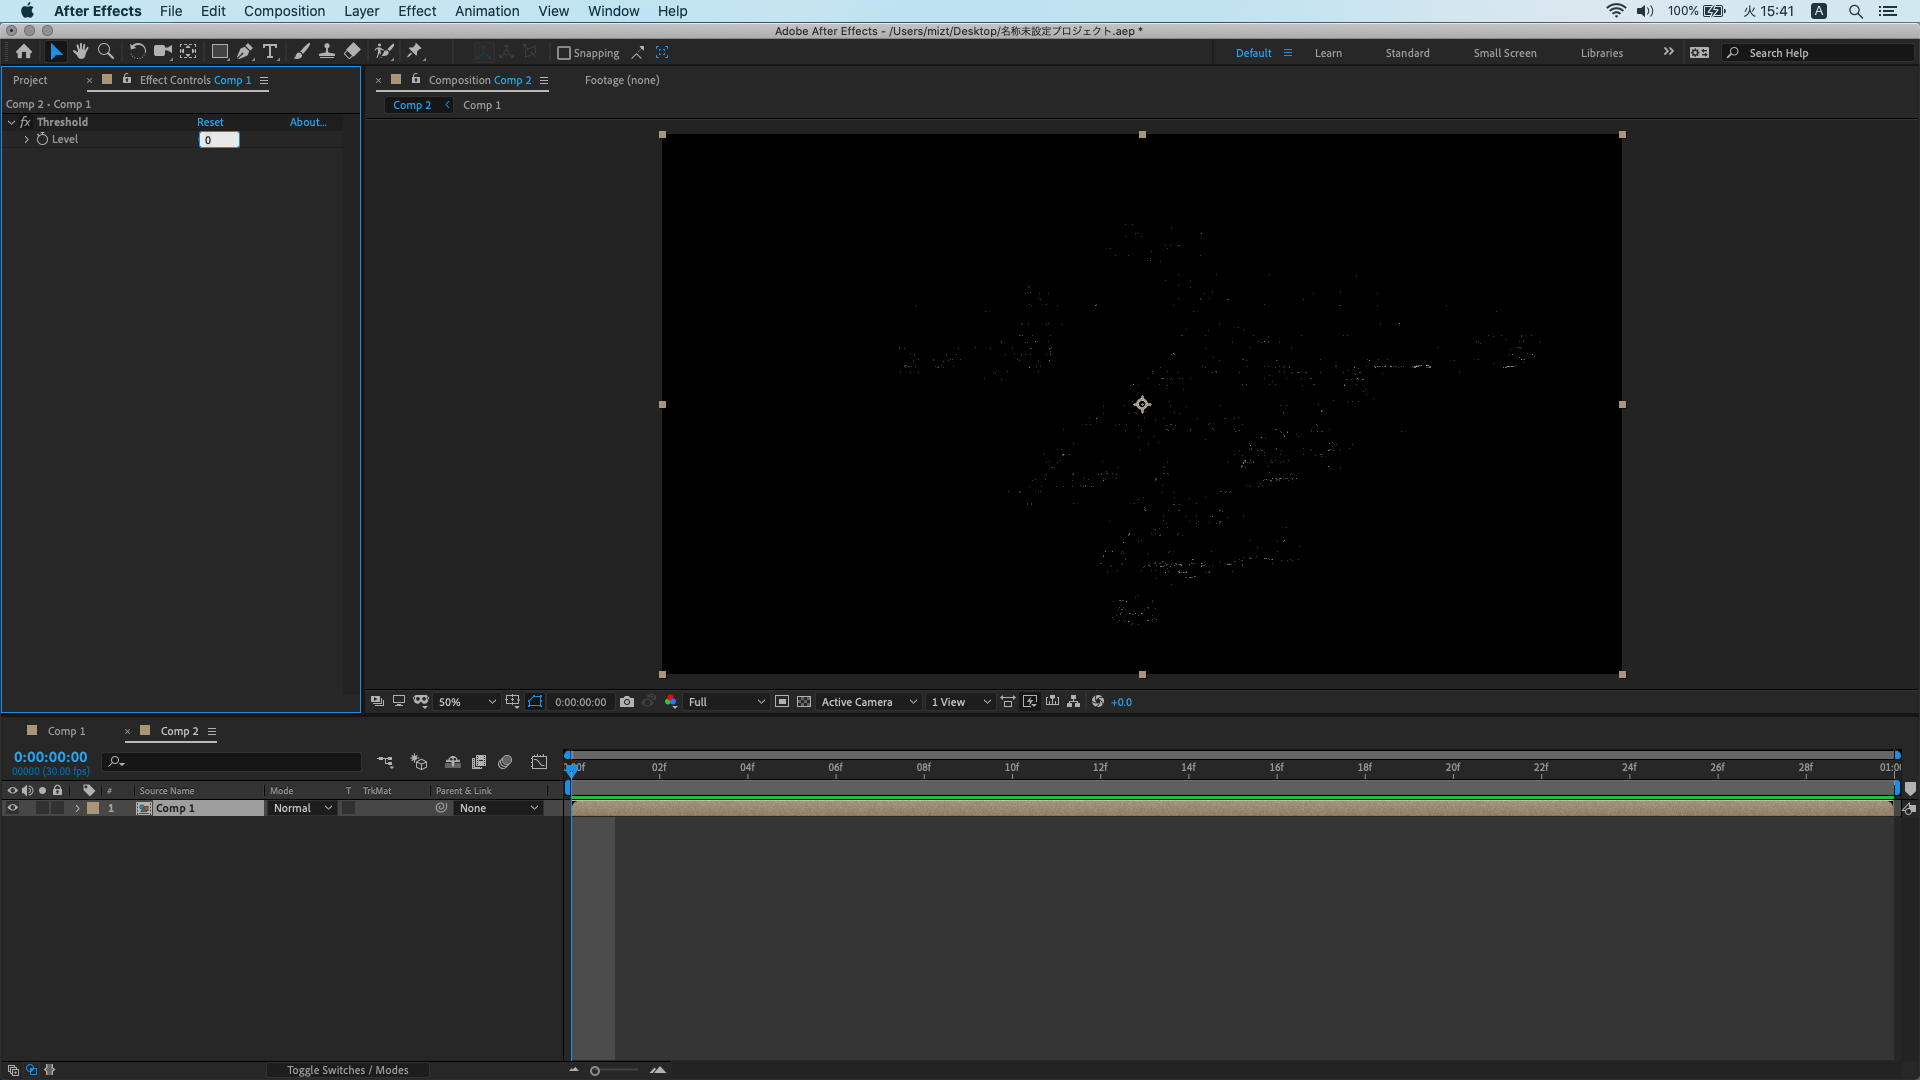 After Effects File Edit Composition Layer Effect Animation View Window Help 100% 火 15:41 A
Adobe After Effects - /Users/mizt/Desktop/名称未設定プロジェクト.aep *
Snapping Default Learn Standard Small Screen Libraries Search Help
Project Effect Controls Comp 1 Composition Comp 2 Footage (none)
Comp 2 • Comp 1 Comp 2 Comp 1
fx Threshold Reset About...
Level 0
50% 0:00:00:00 Full Active Camera 1 View +0.0
Comp 1 Comp 2
0:00:00:00
00000 (30.00 fps)
02f 04f 06f 08f 10f 12f 14f 16f 18f 20f 22f 24f 26f 28f
# Source Name Mode T TrkMat Parent & Link
1 Comp 1 Normal None
Toggle Switches / Modes